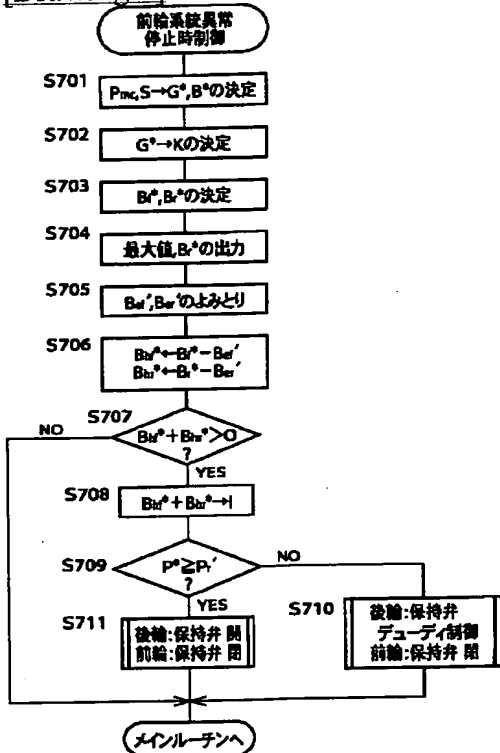 前輪系統異常
停止時制御
S701
Pmc,S→G*,B*の決定
S702
G*→Kの決定
S703
Bf*,Br*の決定
S704
最大値,Br*の出力
S705
Bef′,Ber′のよみとり
S706
Bhf*←Bf*−Bef′
Bhr*←Br*−Ber′
S707
NO
Bhf*+Bhr*>0
?
YES
S708
Bhf*+Bhr*→I
S709
P*≧Pr′
?
NO
YES
S710
後輪:保持弁
デューディ制御
前輪:保持弁 閉
S711
後輪:保持弁 開
前輪:保持弁 閉
メインルーチンへ